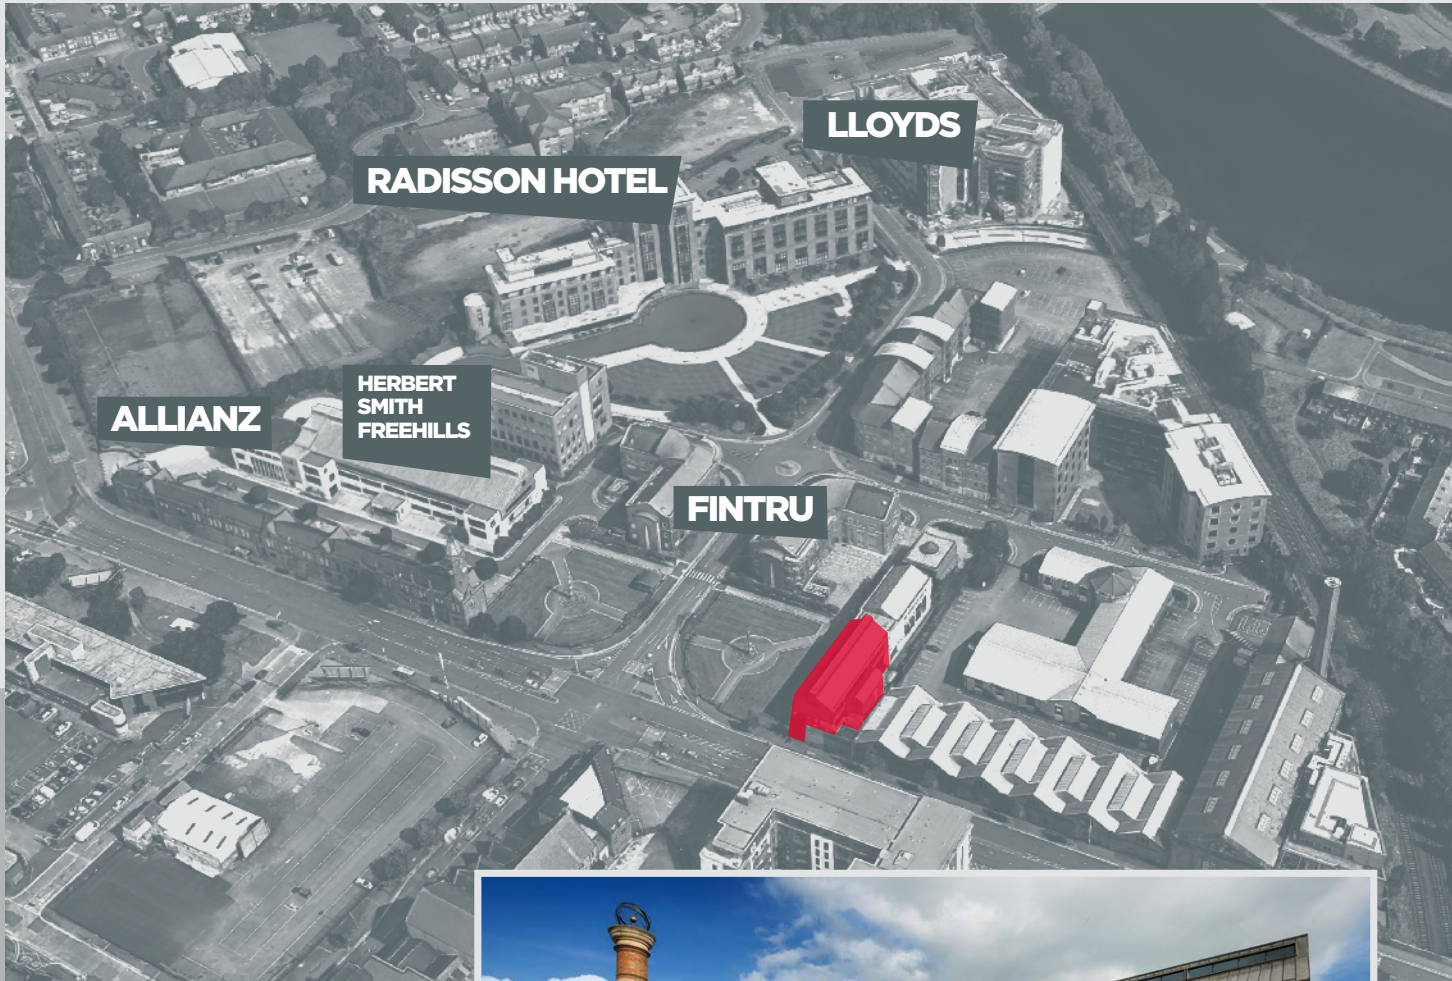 LLOYDS
RADISSON HOTEL
HERBERT
SMITH
FREEHILLS
ALLIANZ
FINTRU